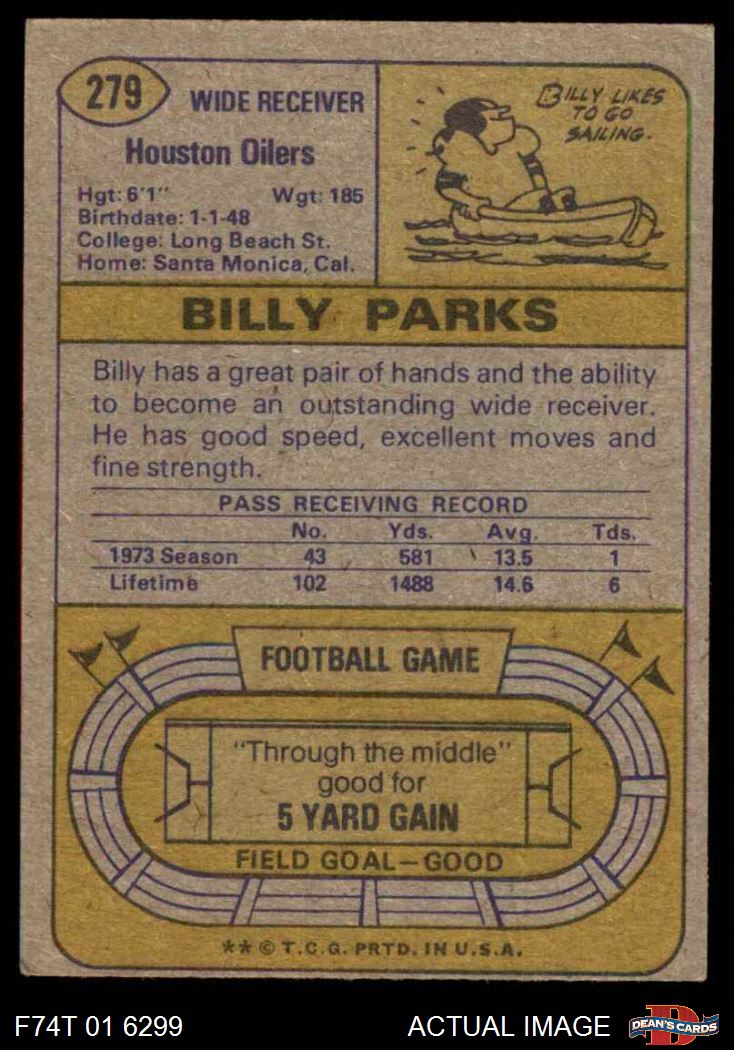 279
WIDE RECEIVER
Houston Oilers
Hgt: 6'1" Wgt: 185
Birthdate: 1-1-48
College: Long Beach St.
Home: Santa Monica, Cal.
BILLY LIKES
TO GO
SAILING.
BILLY PARKS
Billy has a great pair of hands and the ability
to become an outstanding wide receiver.
He has good speed, excellent moves and
fine strength.
PASS RECEIVING RECORD
No. Yds. Avg. Tds.
1973 Season 43 581 13.5 1
Lifetime 102 1488 14.6 6
FOOTBALL GAME
"Through the middle"
good for
5 YARD GAIN
FIELD GOAL—GOOD
** © T.C.G. PRTD. IN U.S.A.
F74T 01 6299
ACTUAL IMAGE
D
DEAN'S CARDS